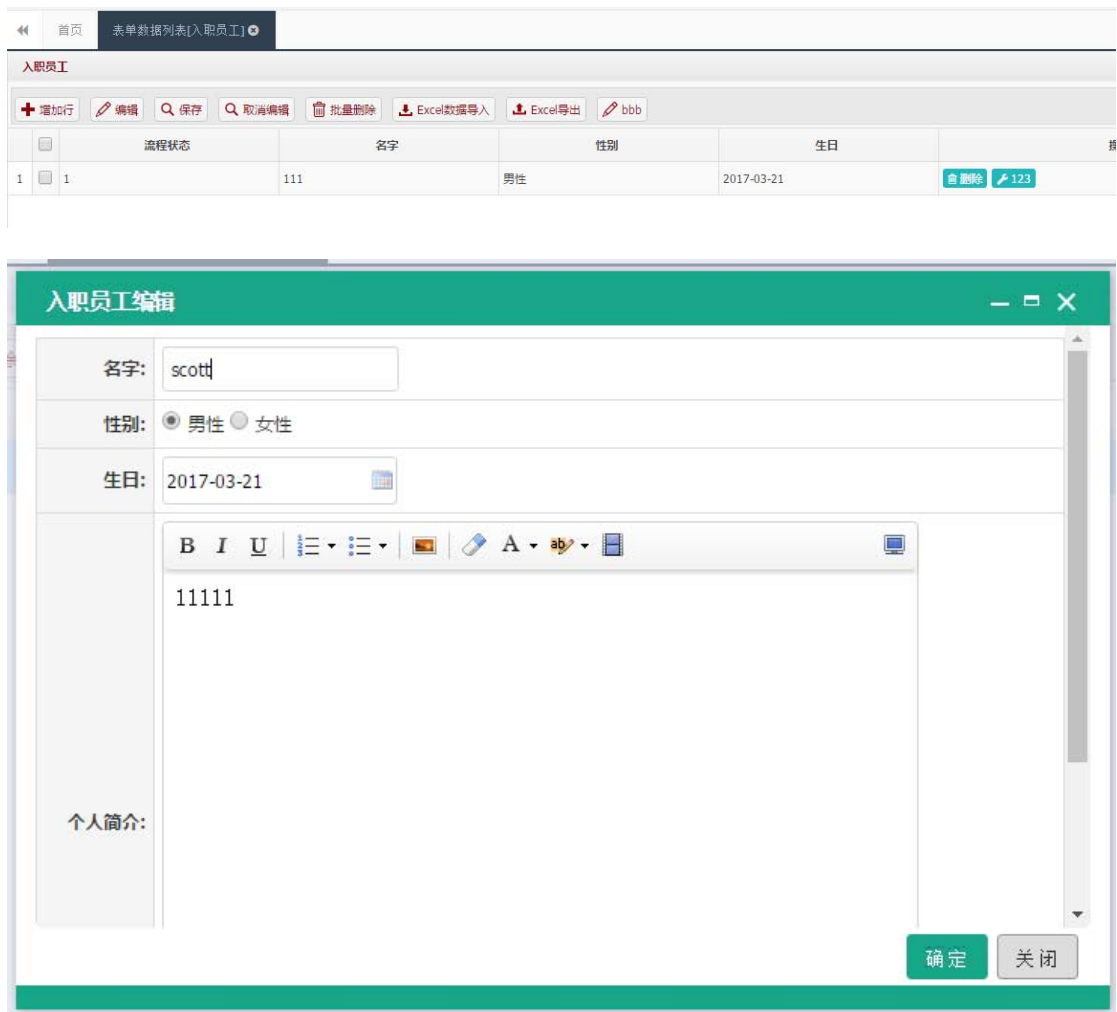 首页 表单数据列表[入职员工]
入职员工
增加行 编辑 保存 取消编辑 批量删除 Excel数据导入 Excel导出 bbb
流程状态 名字 性别 生日
1 1 111 男性 2017-03-21 删除 123
入职员工编辑
名字: scott
性别: 男性 女性
生日: 2017-03-21
B I U A ab
11111
个人简介:
确定 关闭